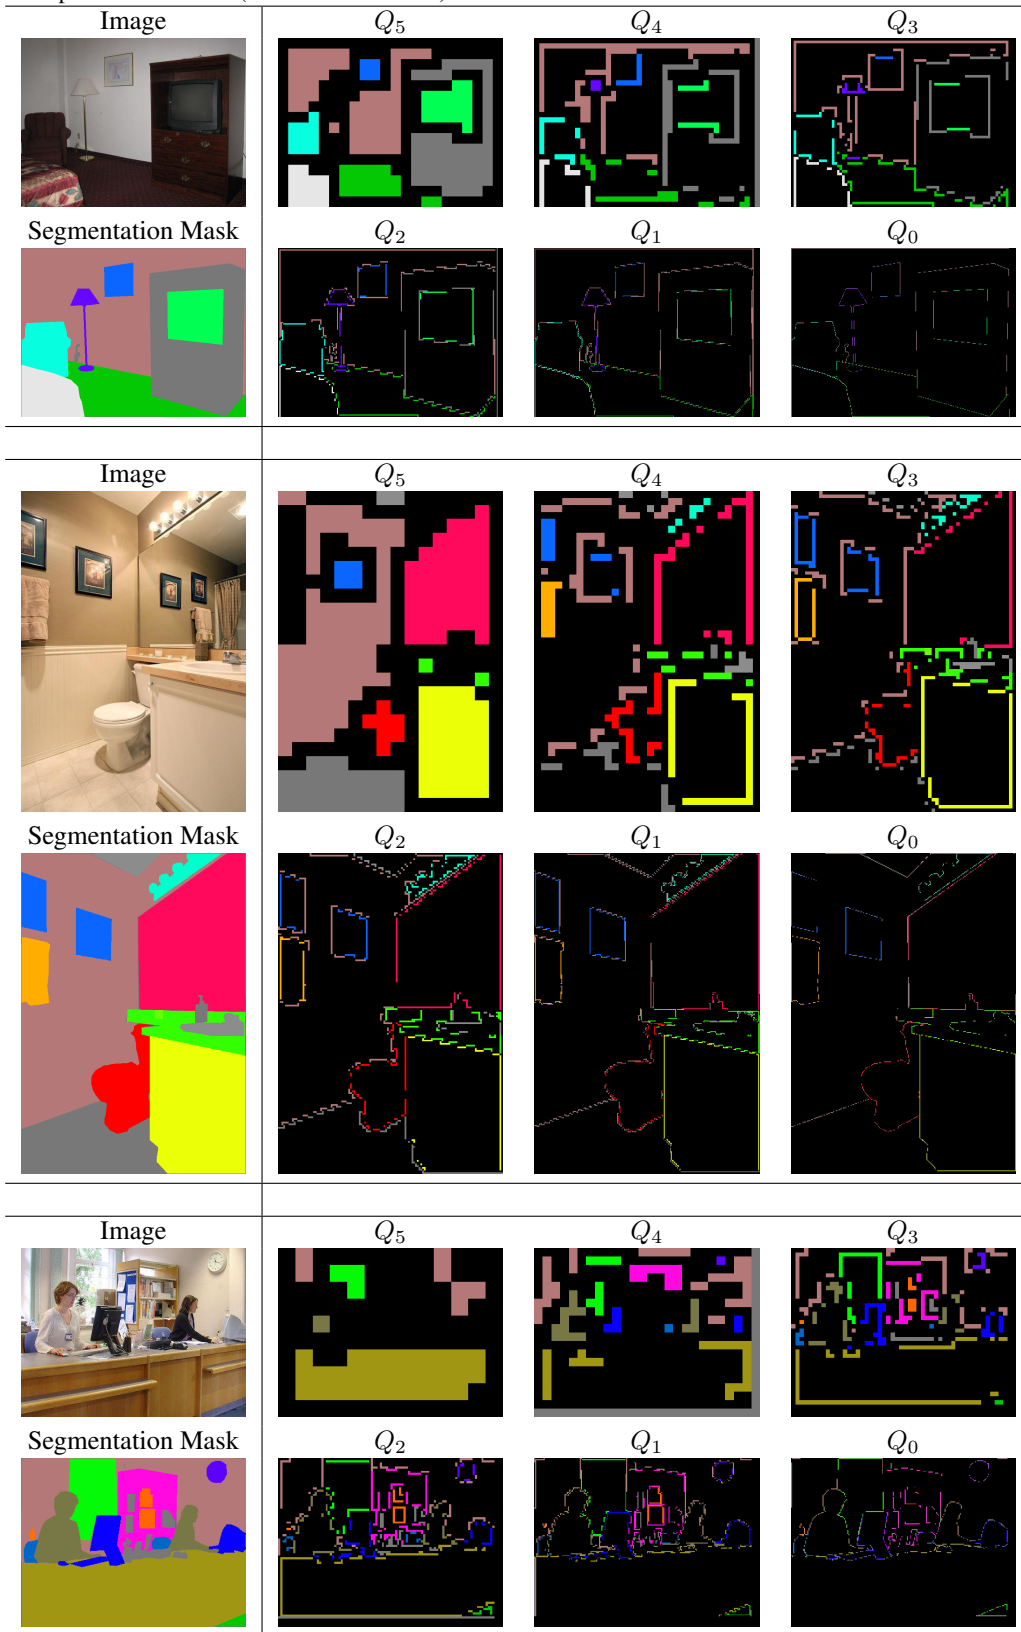 Image Q₅ Q₄ Q₃
Segmentation Mask Q₂ Q₁ Q₀
Image Q₅ Q₄ Q₃
Segmentation Mask Q₂ Q₁ Q₀
Image Q₅ Q₄ Q₃
Segmentation Mask Q₂ Q₁ Q₀